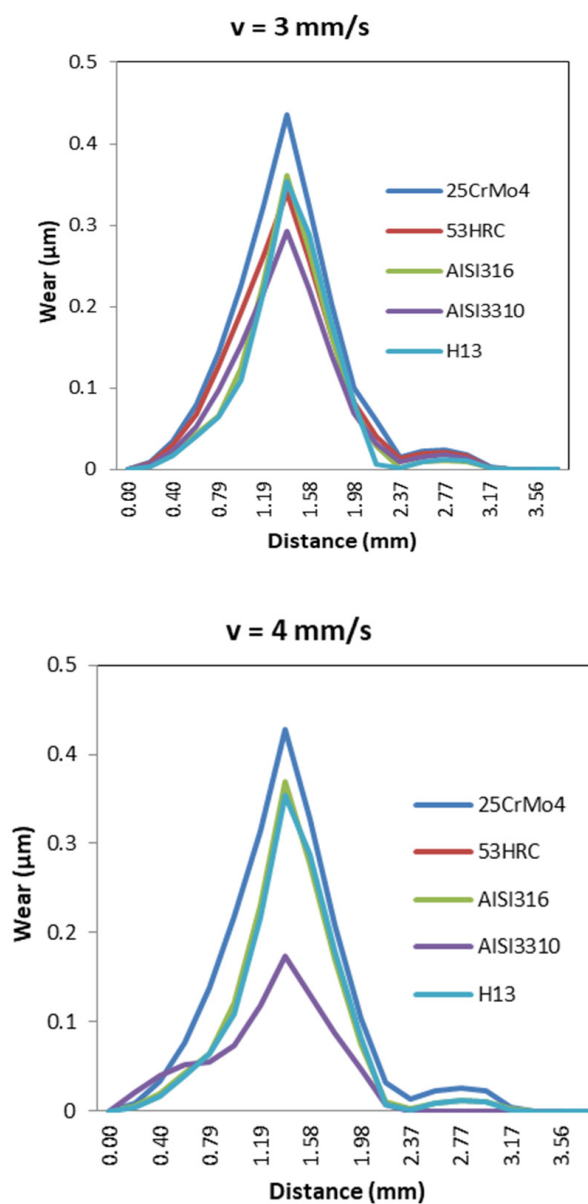 v = 3 mm/s
0.5
0.4
0.3
0.2
0.1
0
Wear (µm)
25CrMo4
53HRC
AISI316
AISI3310
H13
0.00
0.40
0.79
1.19
1.58
1.98
2.37
2.77
3.17
3.56
Distance (mm)
v = 4 mm/s
0.5
0.4
0.3
0.2
0.1
0
Wear (µm)
25CrMo4
53HRC
AISI316
AISI3310
H13
0.00
0.40
0.79
1.19
1.58
1.98
2.37
2.77
3.17
3.56
Distance (mm)